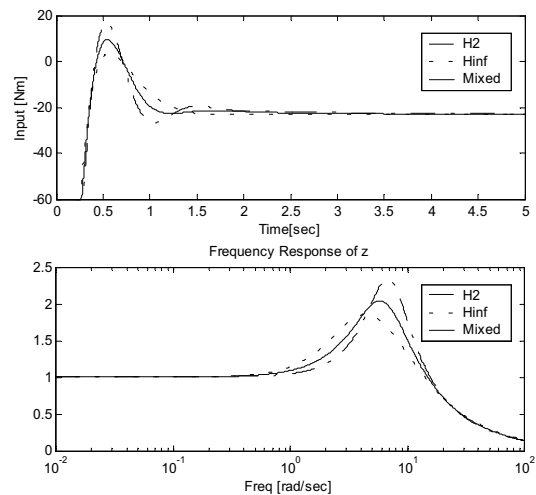 20
0
-20
-40
-60
Input [Nm]
H2
Hinf
Mixed
0 0.5 1 1.5 2 2.5 3 3.5 4 4.5 5
Time[sec]
Frequency Response of z
2.5
2
1.5
1
0.5
0
H2
Hinf
Mixed
10^-2 10^-1 10^0 10^1 10^2
Freq [rad/sec]